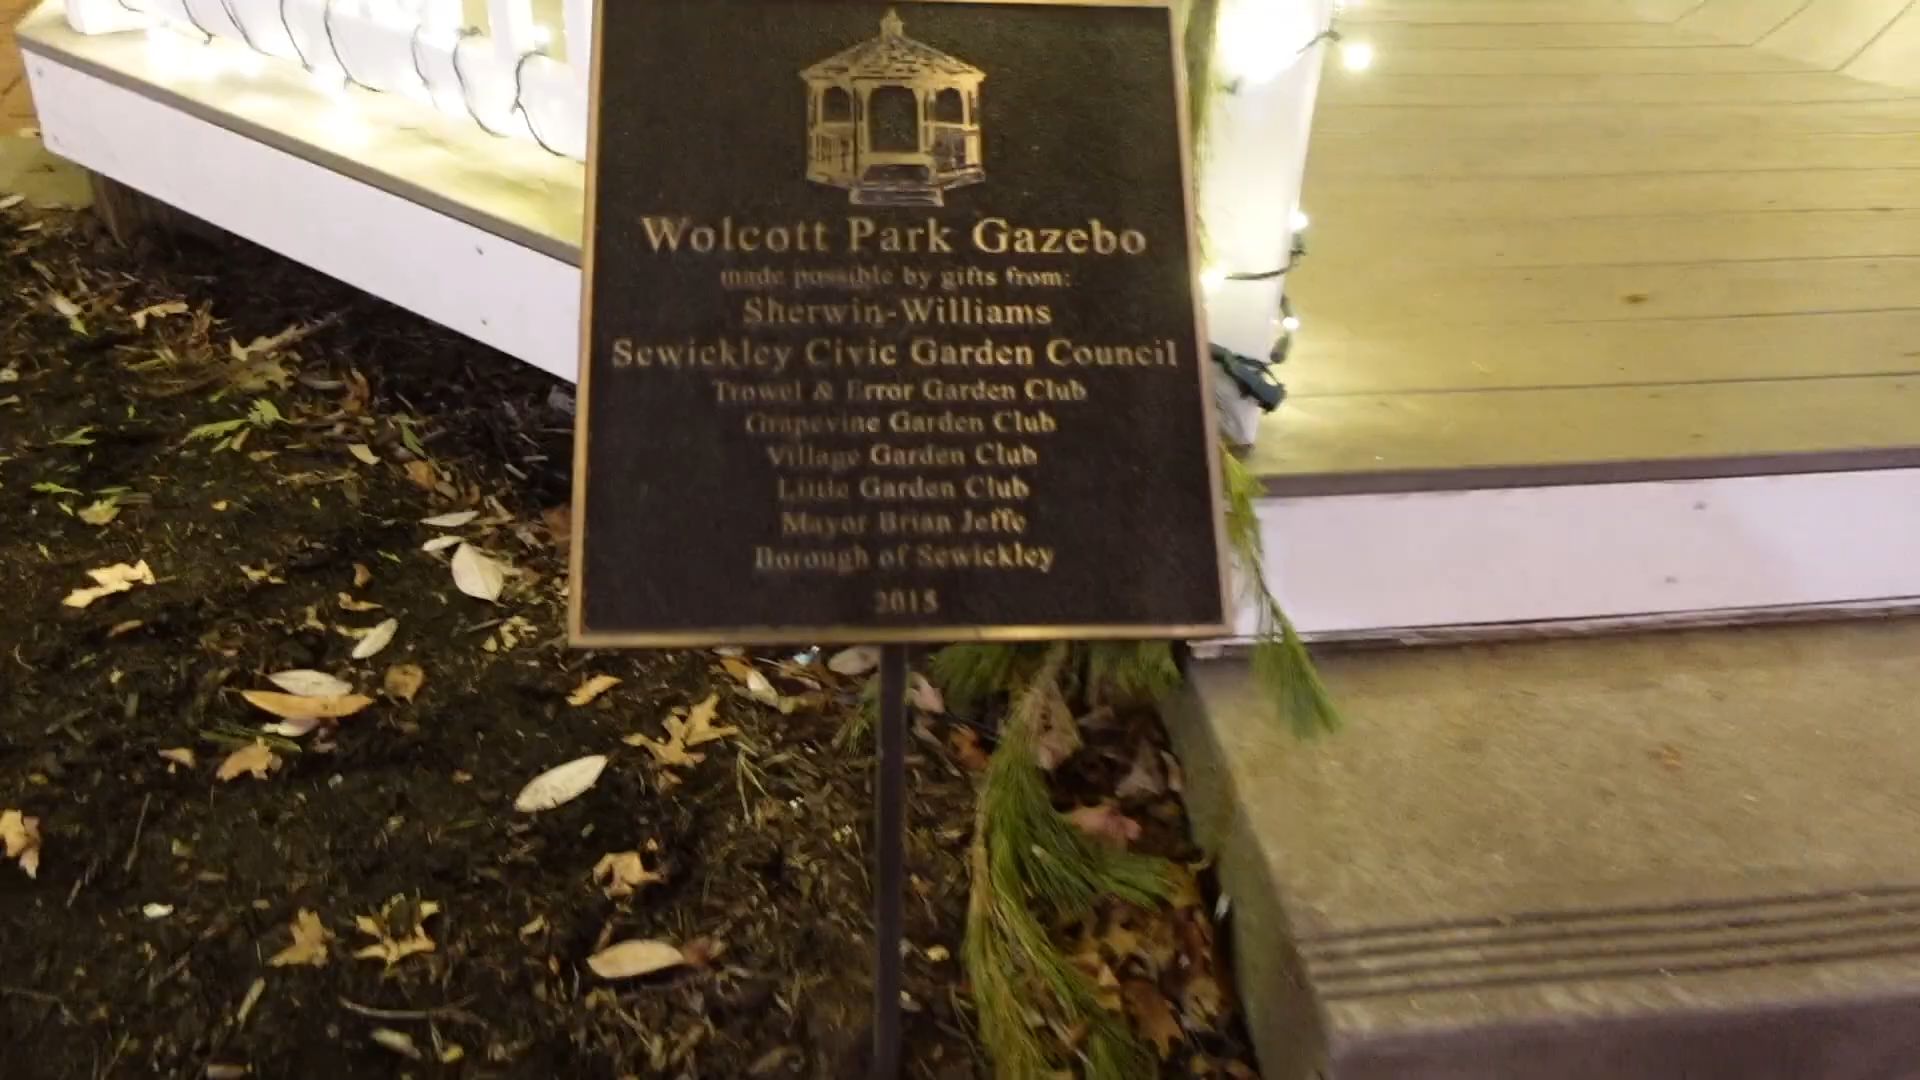 Wolcott Park Gazebo
made possible by gifts from:
Sherwin-Williams
Sewickley Civic Garden Council
Trowel & Error Garden Club
Grapevine Garden Club
Village Garden Club
Little Garden Club
Mayor Brian Jeffe
Borough of Sewickley
2015